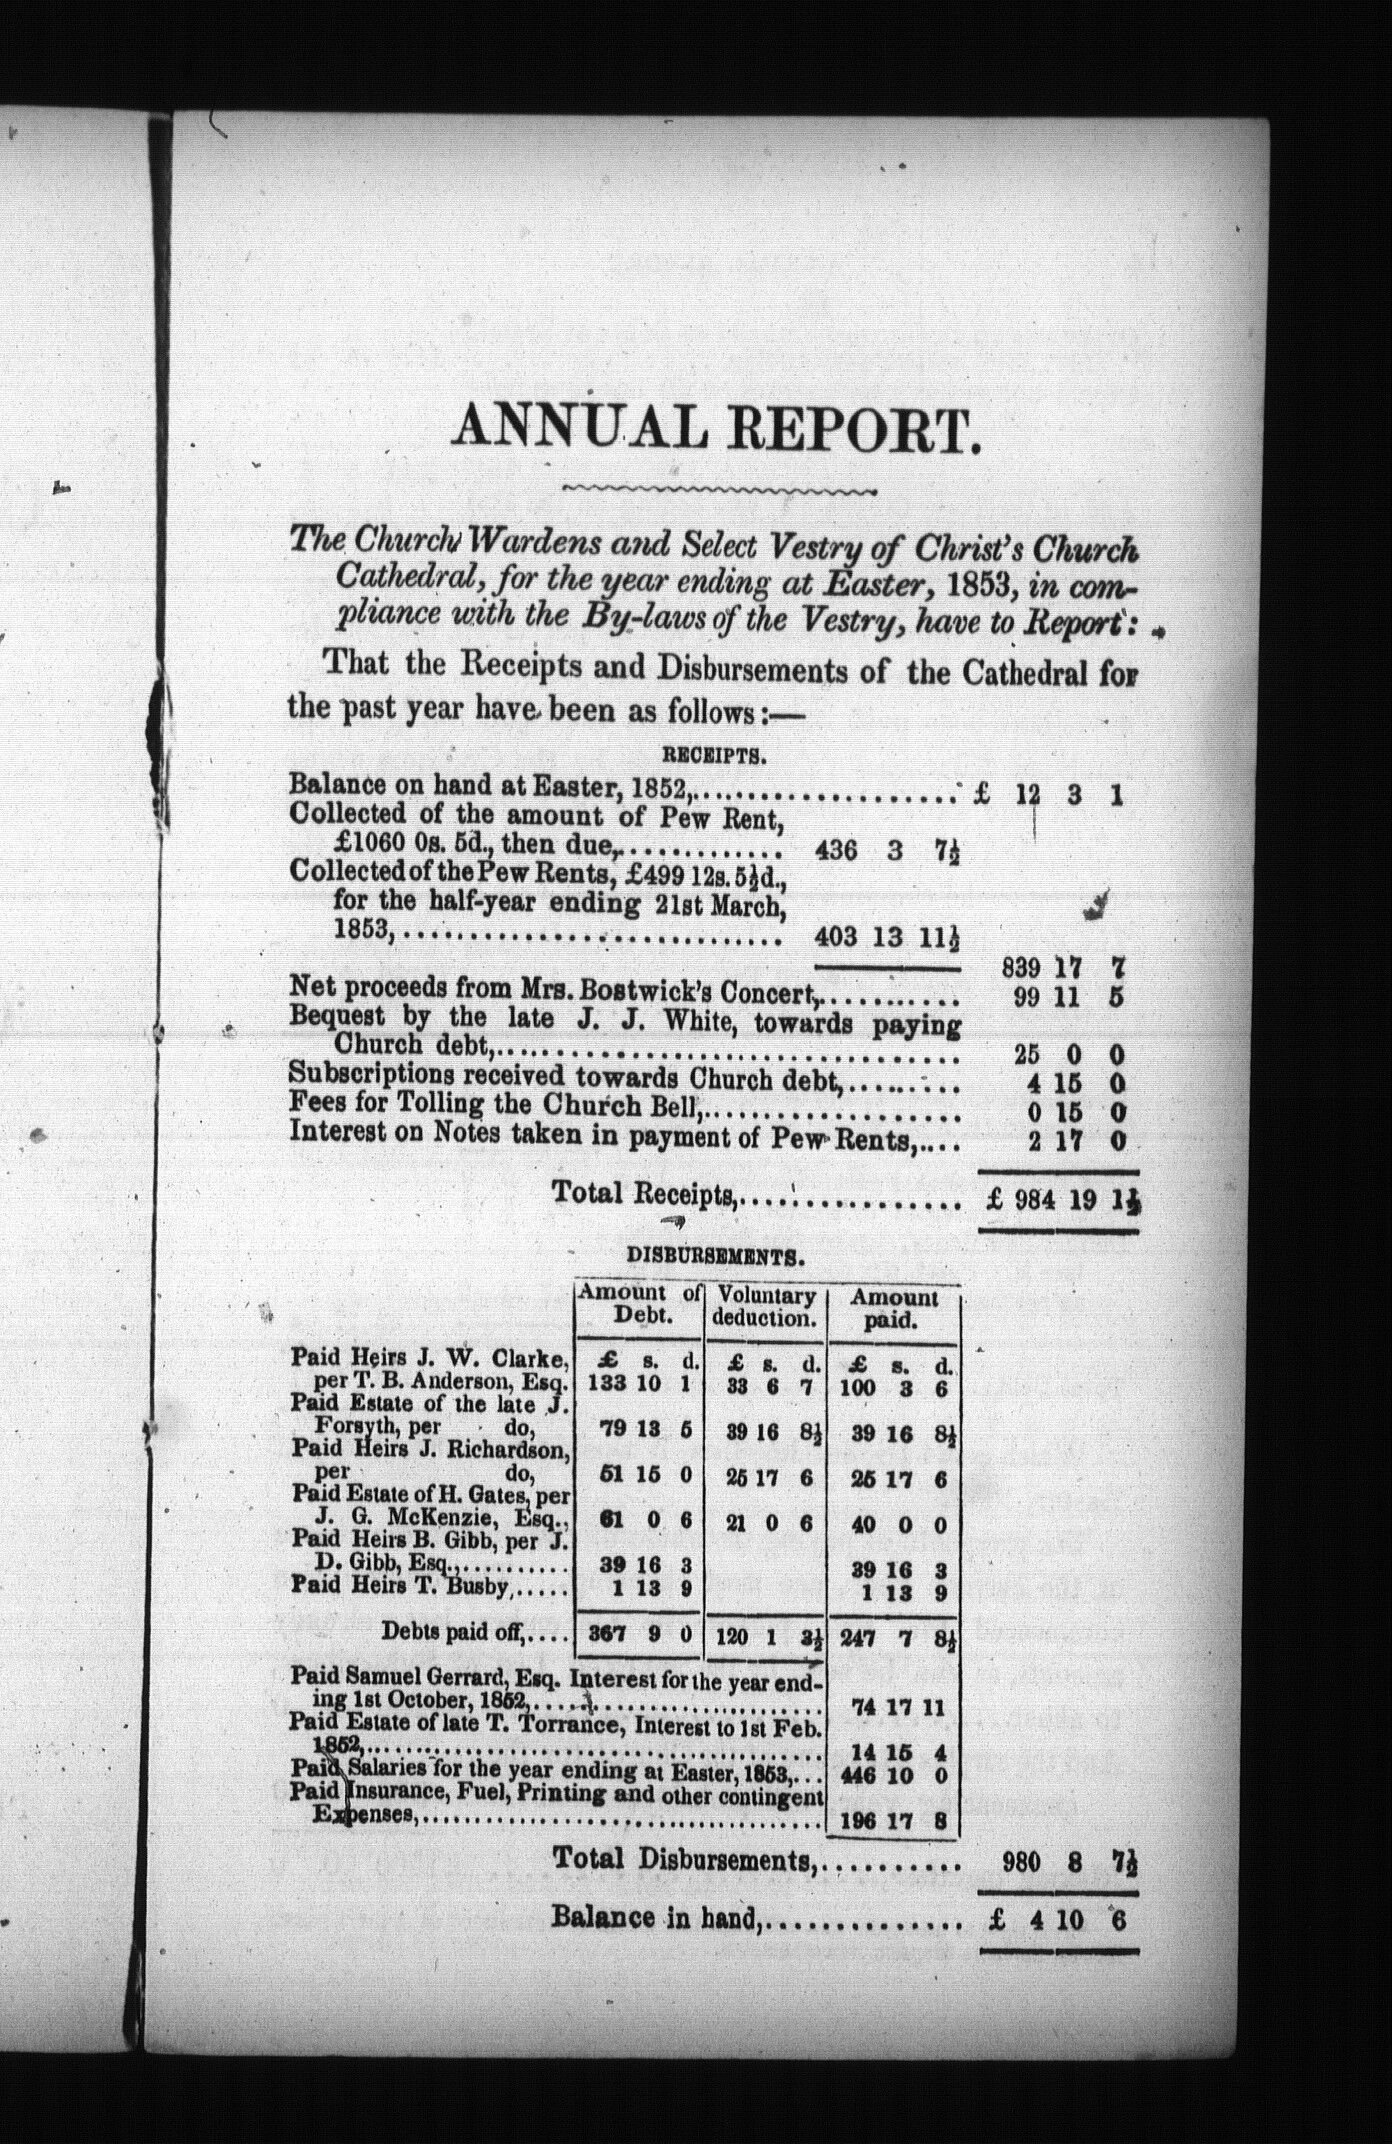 ANNUAL REPORT.
The Church Wardens and Select Vestry of Christ's Church
Cathedral, for the year ending at Easter, 1853, in com-
pliance with the By-laws of the Vestry, have to Report:
That the Receipts and Disbursements of the Cathedral for
the past year have been as follows:—
RECEIPTS.
Balance on hand at Easter, 1852,.................... £ 12 3 1
Collected of the amount of Pew Rent,
£1060 0s. 5d., then due,............. 436 3 7½
Collected of the Pew Rents, £499 12s. 5½d.,
for the half-year ending 21st March,
1853,............................. 403 13 11½
839 17 7
Net proceeds from Mrs. Bostwick's Concert,........... 99 11 5
Bequest by the late J. J. White, towards paying
Church debt,.................................. 25 0 0
Subscriptions received towards Church debt,......... 4 15 0
Fees for Tolling the Church Bell,................... 0 15 0
Interest on Notes taken in payment of Pew Rents,.... 2 17 0
Total Receipts,................. £ 984 19 1½
DISBURSEMENTS.
Amount of Voluntary Amount
Debt. deduction. paid.
Paid Heirs J. W. Clarke, £ s. d. £ s. d. £ s. d.
per T. B. Anderson, Esq. 133 10 1 33 6 7 100 3 6
Paid Estate of the late J.
Forsyth, per do, 79 13 5 39 16 8½ 39 16 8½
Paid Heirs J. Richardson,
per do, 51 15 0 25 17 6 25 17 6
Paid Estate of H. Gates, per
J. G. McKenzie, Esq., 61 0 6 21 0 6 40 0 0
Paid Heirs B. Gibb, per J.
D. Gibb, Esq.,.......... 39 16 3 39 16 3
Paid Heirs T. Busby,..... 1 13 9 1 13 9
Debts paid off,.... 367 9 0 120 1 3½ 247 7 8½
Paid Samuel Gerrard, Esq. Interest for the year end-
ing 1st October, 1852,............................ 74 17 11
Paid Estate of late T. Torrance, Interest to 1st Feb.
1852,............................................ 14 15 4
Paid Salaries for the year ending at Easter, 1853,... 446 10 0
Paid Insurance, Fuel, Printing and other contingent
Expenses,....................................... 196 17 8
Total Disbursements,.......... 980 8 7½
Balance in hand,.............. £ 4 10 6